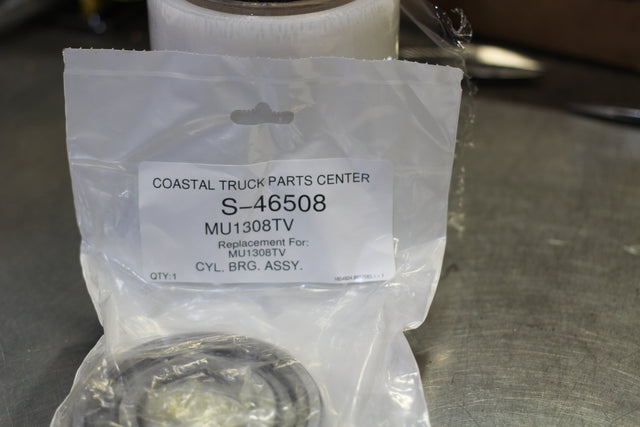 COASTAL TRUCK PARTS CENTER
S-46508
MU1308TV
Replacement For:
MU1308TV
CYL. BRG. ASSY.
QTY:1